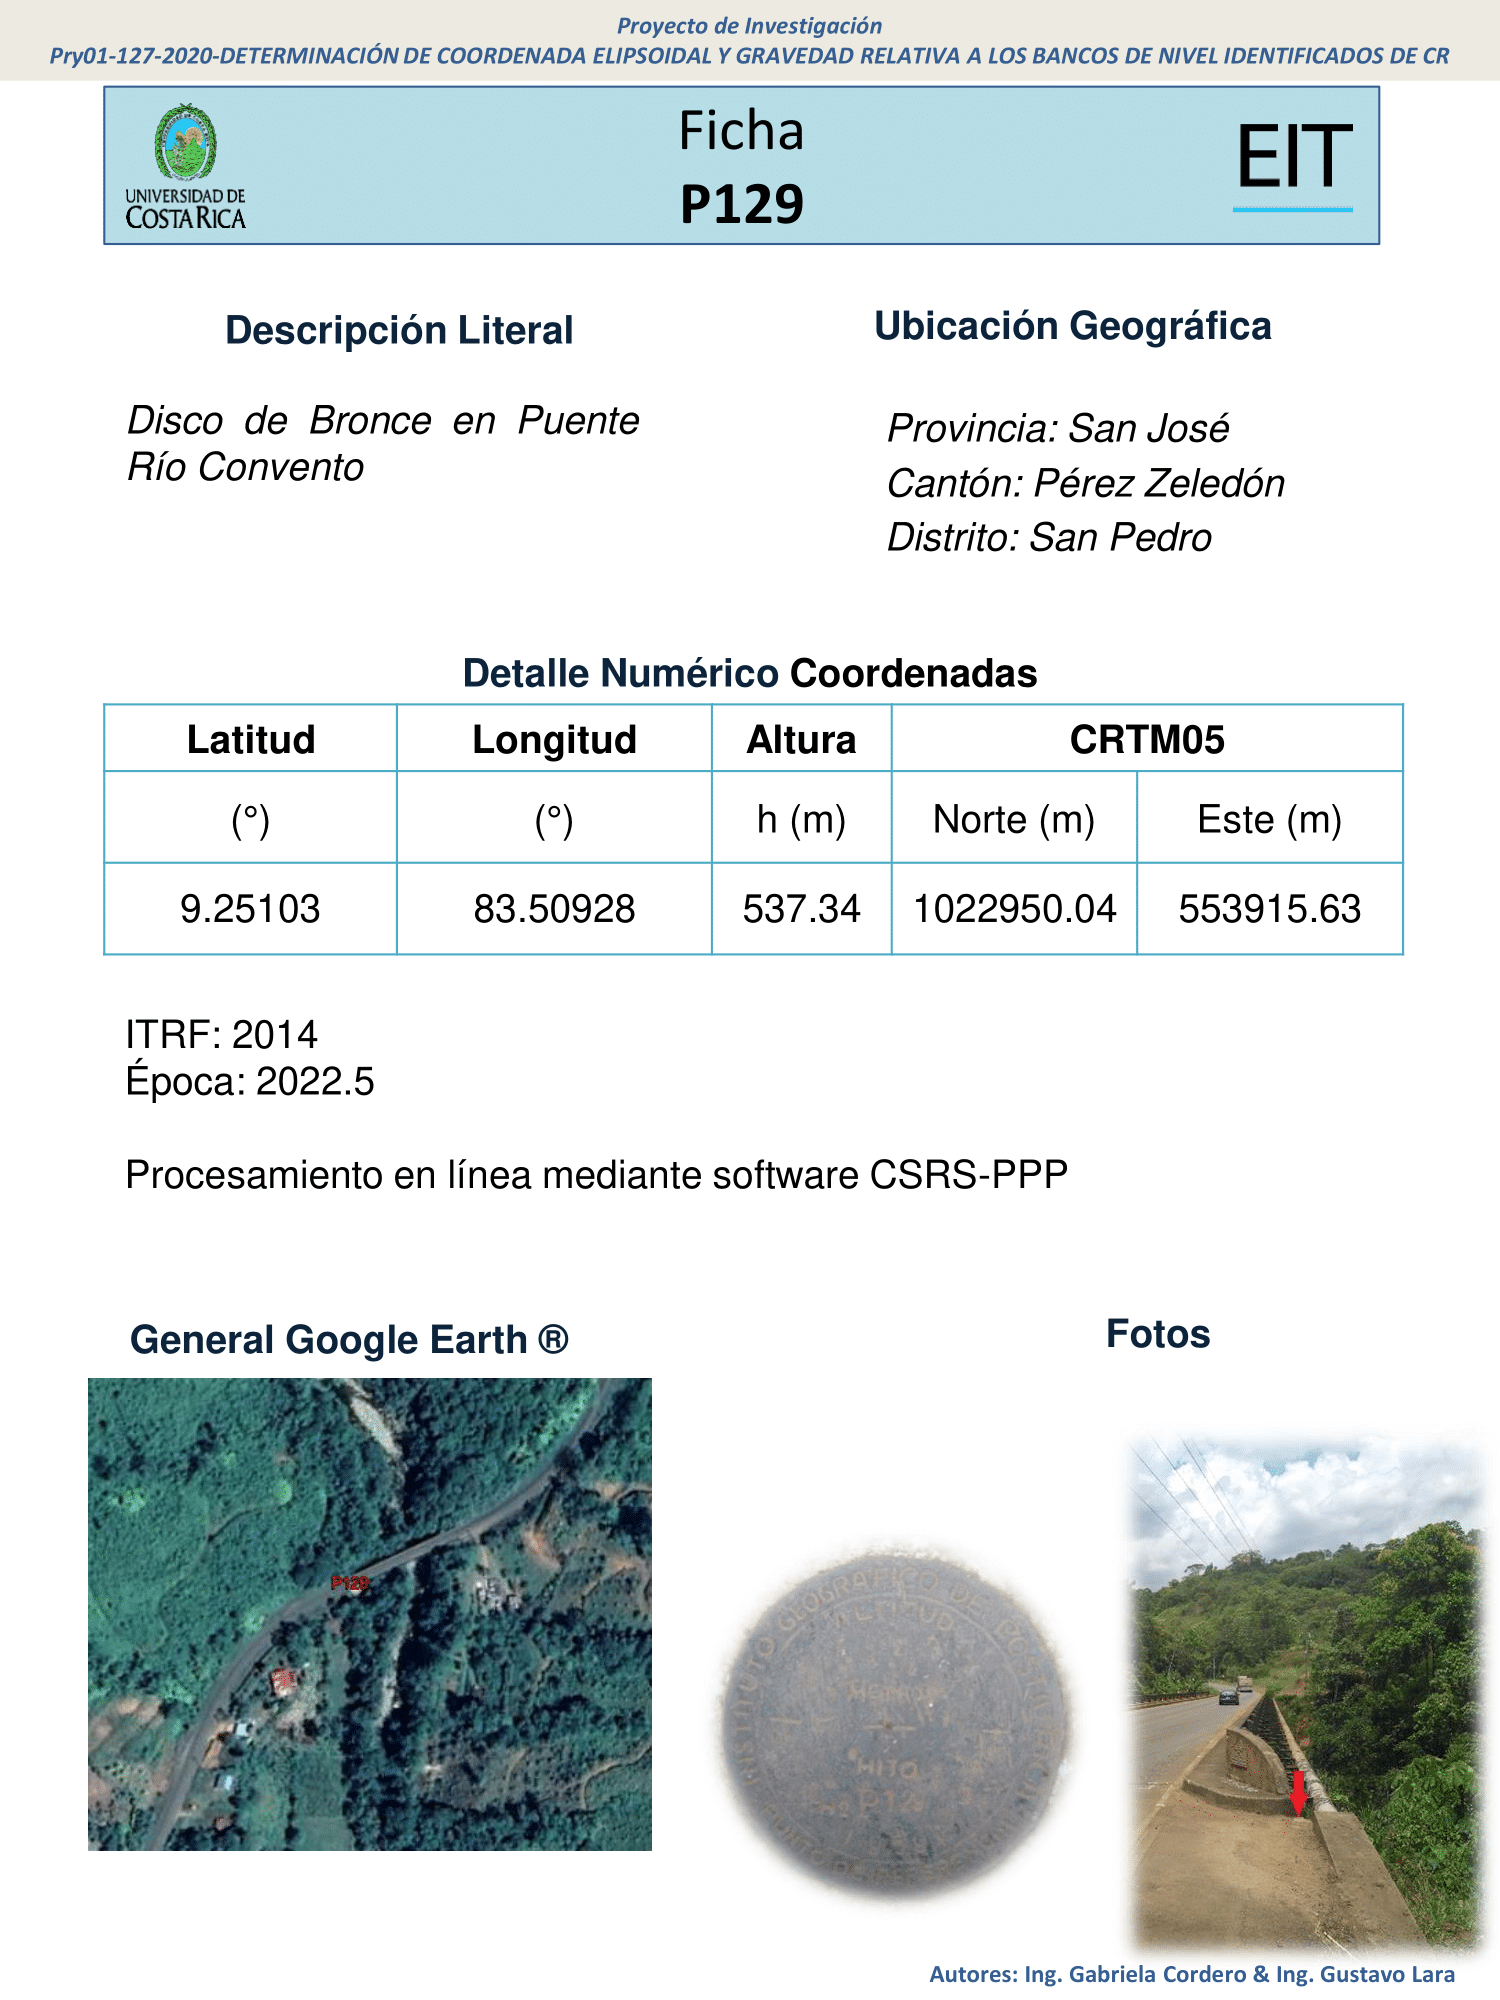 Proyecto de Investigación
Pry01-127-2020-DETERMINACIÓN DE COORDENADA ELIPSOIDAL Y GRAVEDAD RELATIVA A LOS BANCOS DE NIVEL IDENTIFICADOS DE CR
UNIVERSIDAD DE
COSTA RICA
Ficha
P129
EIT
Descripción Literal
Disco de Bronce en Puente
Río Convento
Ubicación Geográfica
Provincia: San José
Cantón: Pérez Zeledón
Distrito: San Pedro
Detalle Numérico Coordenadas
Latitud Longitud Altura CRTM05
(°) (°) h (m) Norte (m) Este (m)
9.25103 83.50928 537.34 1022950.04 553915.63
ITRF: 2014
Época: 2022.5
Procesamiento en línea mediante software CSRS-PPP
General Google Earth ®
P129
Fotos
INSTITUTO GEOGRAFICO DE
ALTITUD
METROS
HITO
Autores: Ing. Gabriela Cordero & Ing. Gustavo Lara